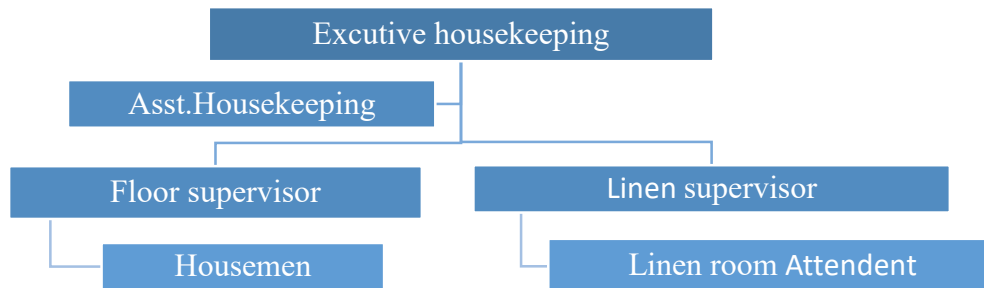 Excutive housekeeping
Asst.Housekeeping
Floor supervisor
Linen supervisor
Housemen
Linen room Attendent